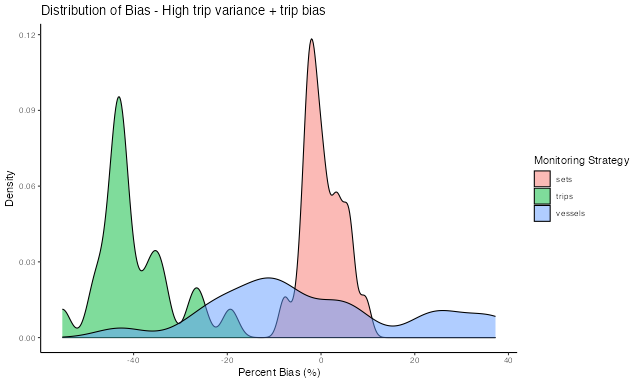 Distribution of Bias - High trip variance + trip bias
0.12
0.09
0.06
0.03
0.00
Density
-40
-20
0
20
40
Percent Bias (%)
Monitoring Strategy
sets
trips
vessels